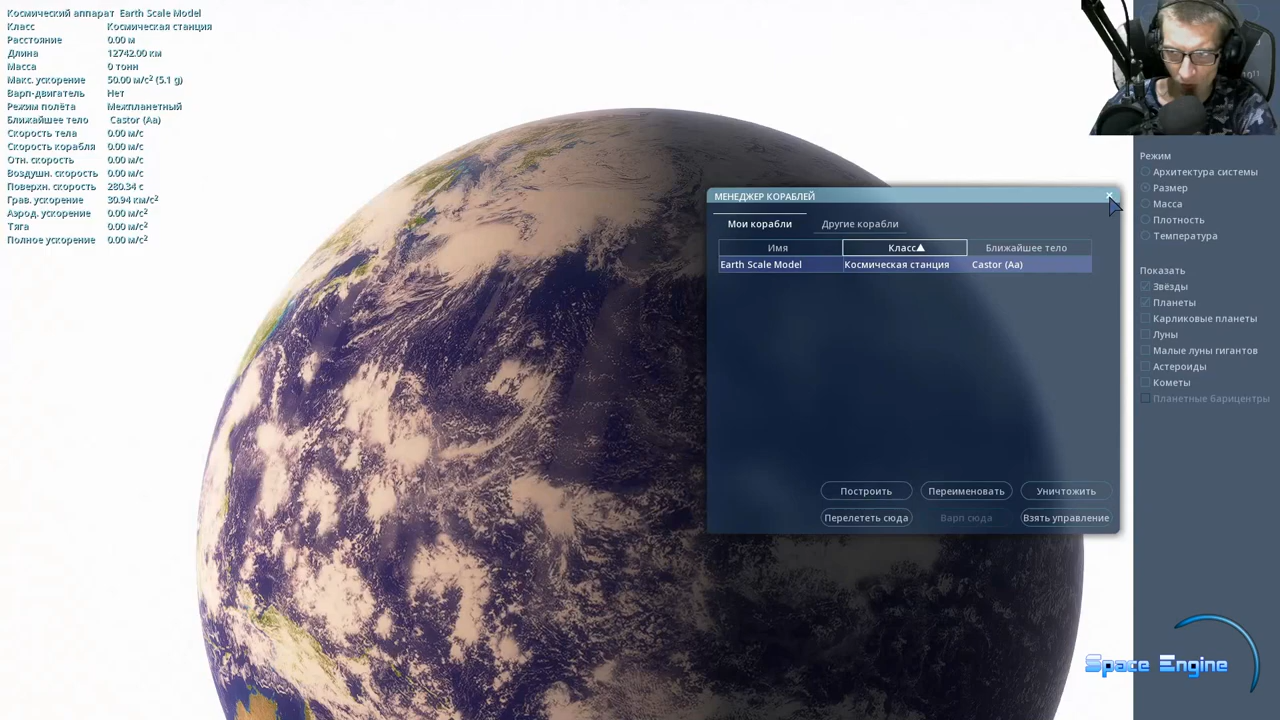 Космический аппарат Earth Scale Model
Класс Космическая станция
Расстояние 0.00 м
Длина 12742.00 км
Масса 0 тонн
Макс. ускорение 50.00 м/с² (5.1 g)
Варп-двигатель Нет
Режим полёта Межпланетный
Ближайшее тело Castor (Aa)
Скорость тела 0.00 м/с
Скорость корабля 0.00 м/с
Отн. скорость 0.00 м/с
Воздушн. скорость 0.00 м/с
Поверхн. скорость 280.34 c
Грав. ускорение 30.94 км/с²
Аэрод. ускорение 0.00 м/с²
Тяга 0.00 м/с²
Полное ускорение 0.00 м/с²
МЕНЕДЖЕР КОРАБЛЕЙ
Мои корабли Другие корабли
Имя Класс▲ Ближайшее тело
Earth Scale Model Космическая станция Castor (Aa)
Построить Переименовать Уничтожить
Перелететь сюда Варп сюда Взять управление
Режим
Архитектура системы
Размер
Масса
Плотность
Температура
Показать
Звёзды
Планеты
Карликовые планеты
Луны
Малые луны гигантов
Астероиды
Кометы
Планетные барицентры
Space Engine